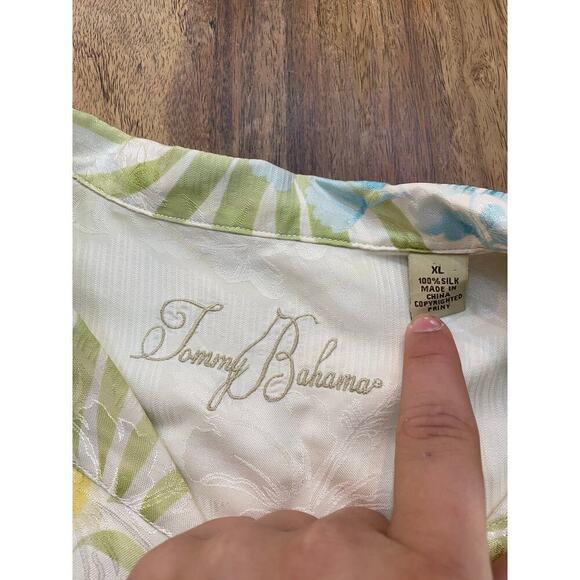 Tommy Bahama®
XL
100% SILK
MADE IN
CHINA
COPYRIGHTED
PRINT